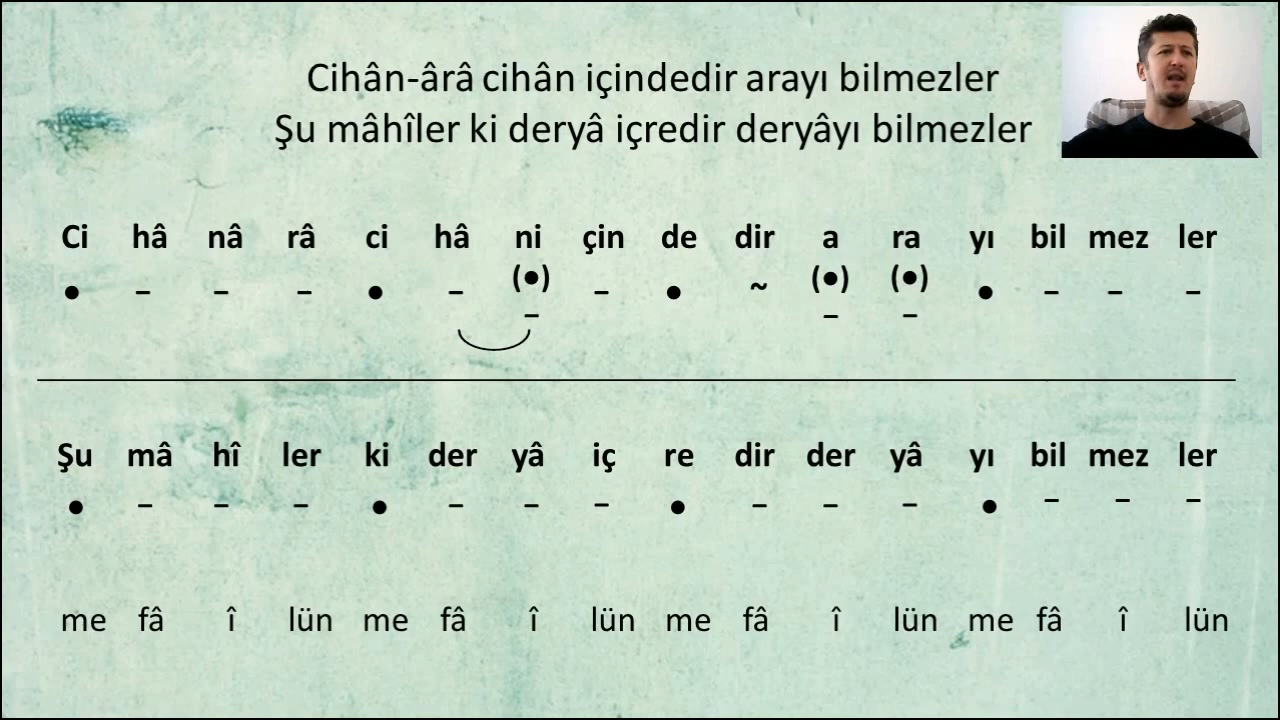 Cihân-ârâ cihân içindedir arayı bilmezler
Şu mâhîler ki deryâ içredir deryâyı bilmezler
Ci hâ nâ râ ci hâ ni çin de dir a ra yı bil mez ler
(•) (•) (•)
• – – – • – – • ~ • – – –
– – –
Şu mâ hî ler ki der yâ iç re dir der yâ yı bil mez ler
• – – – • – – – • – – – • – – –
me fâ î lün me fâ î lün me fâ î lün me fâ î lün